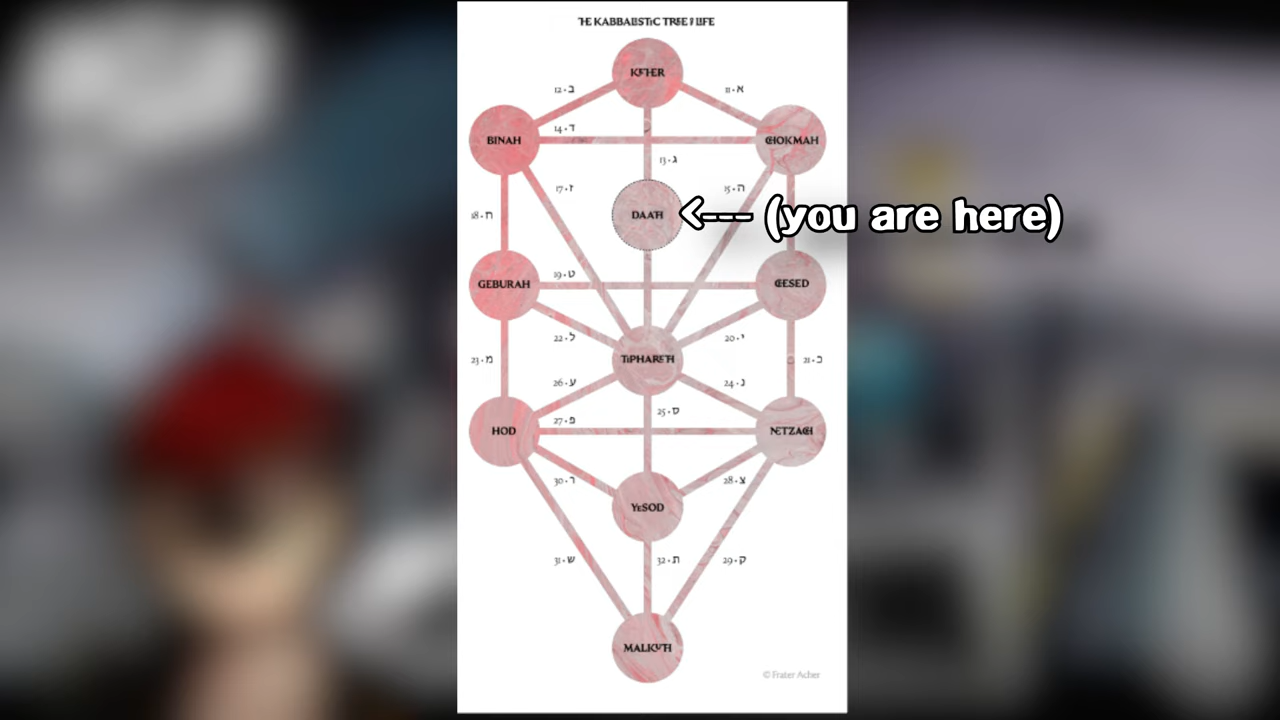 THE KABBALISTIC TREE OF LIFE
KETHER
12 · ב
11 · א
BINAH
14 · ד
CHOKMAH
13 · ג
17 · ז
15 · ה
18 · ח
DAATH
<--- (you are here)
19 · ט
GEBURAH
CHESED
22 · ל
20 · י
23 · מ
TIPHARETH
21 · כ
26 · ע
24 · נ
25 · ס
27 · פ
HOD
NETZACH
30 · ר
28 · צ
YESOD
31 · ש
32 · ת
29 · ק
MALKUTH
© Frater Acher